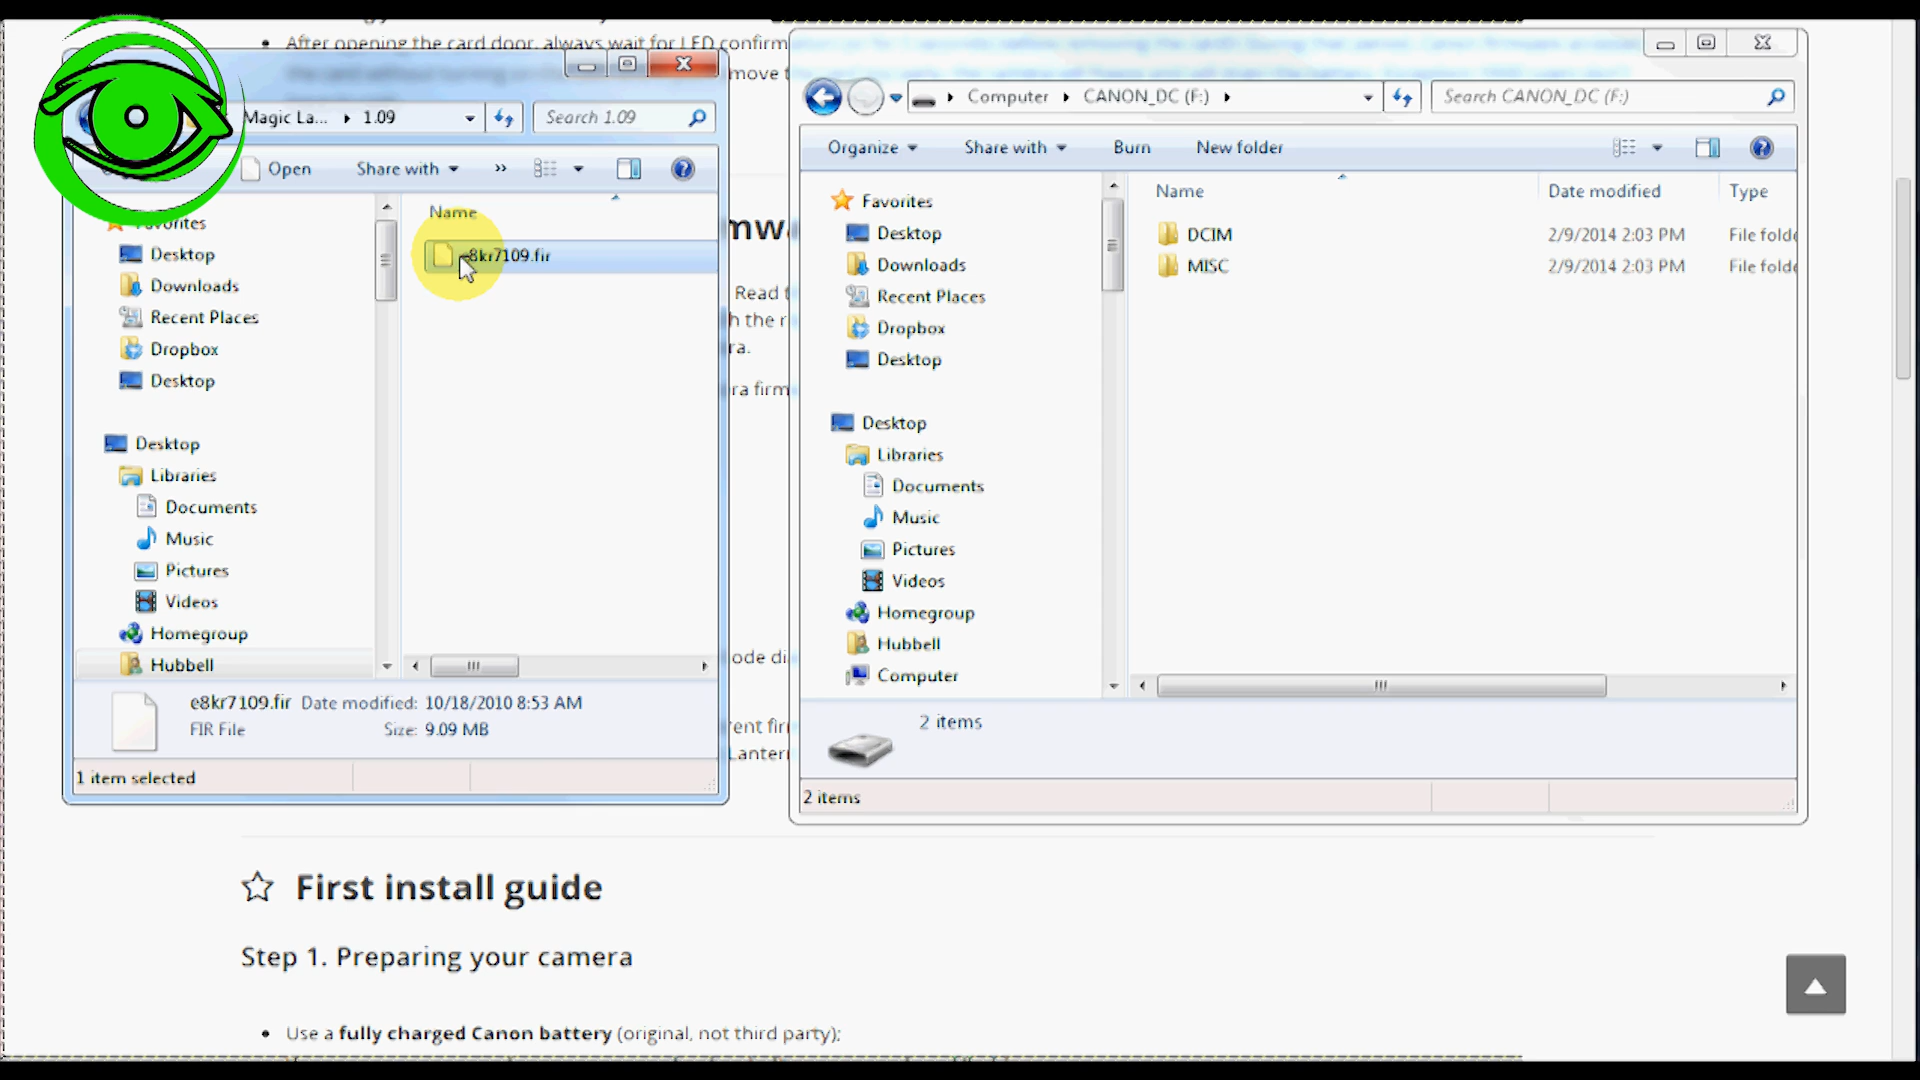 After opening the card door, always wait for LED confirm
move t
Magic La... 1.09
Search 1.09
Open Share with »
Favorites
Desktop
Downloads
Recent Places
Dropbox
Desktop
Desktop
Libraries
Documents
Music
Pictures
Videos
Homegroup
Hubbell
Name
e8kr7109.fir
e8kr7109.fir Date modified: 10/18/2010 8:53 AM
FIR File Size: 9.09 MB
1 item selected
mw
Read
h the r
ra.
ra firm
ode di
ent fir
Lanter
Computer CANON_DC (F:)
Search CANON_DC (F:)
Organize Share with Burn New folder
Favorites
Desktop
Downloads
Recent Places
Dropbox
Desktop
Desktop
Libraries
Documents
Music
Pictures
Videos
Homegroup
Hubbell
Computer
Name Date modified Type
DCIM 2/9/2014 2:03 PM File folde
MISC 2/9/2014 2:03 PM File folde
2 items
2 items
First install guide
Step 1. Preparing your camera
Use a fully charged Canon battery (original, not third party);